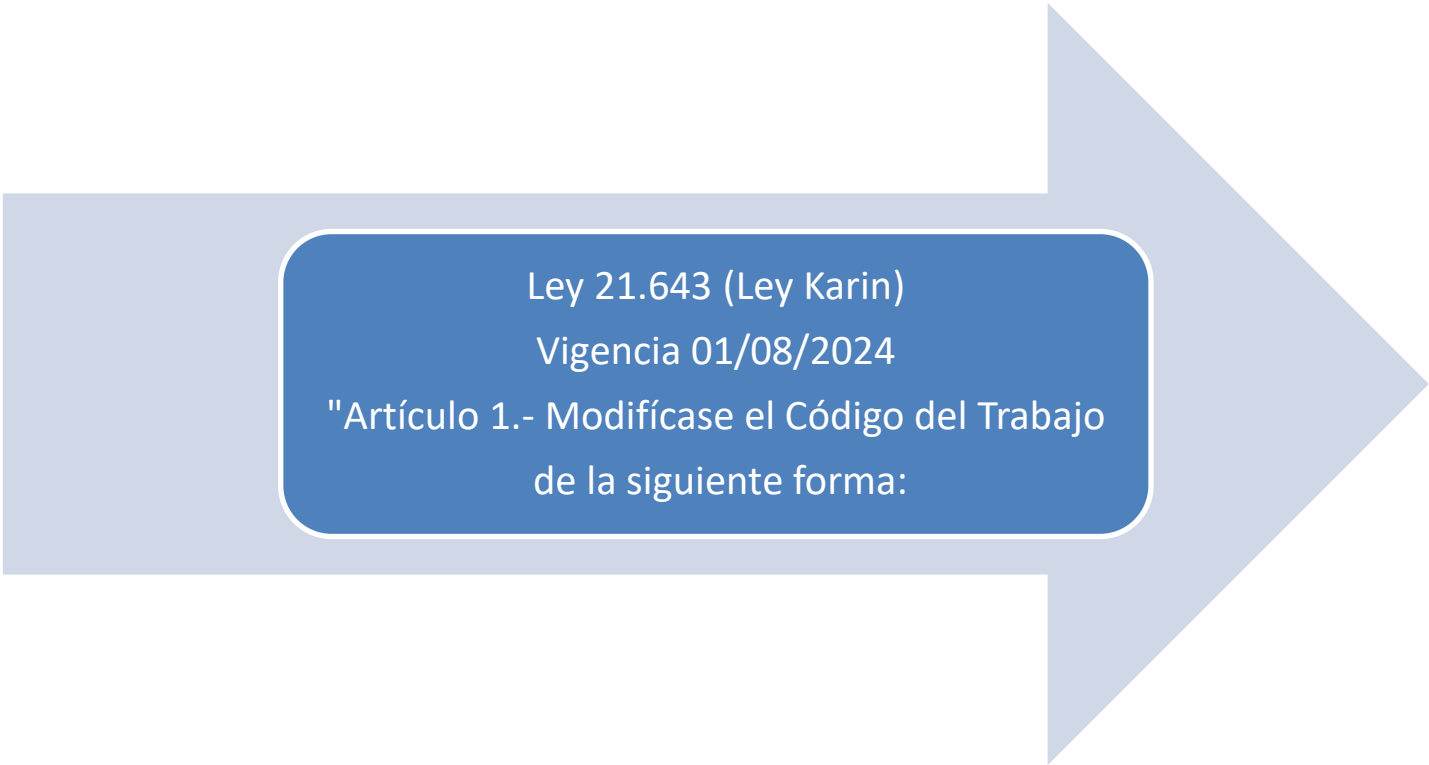 Ley 21.643 (Ley Karin)
Vigencia 01/08/2024
"Artículo 1.- Modifícase el Código del Trabajo
de la siguiente forma: